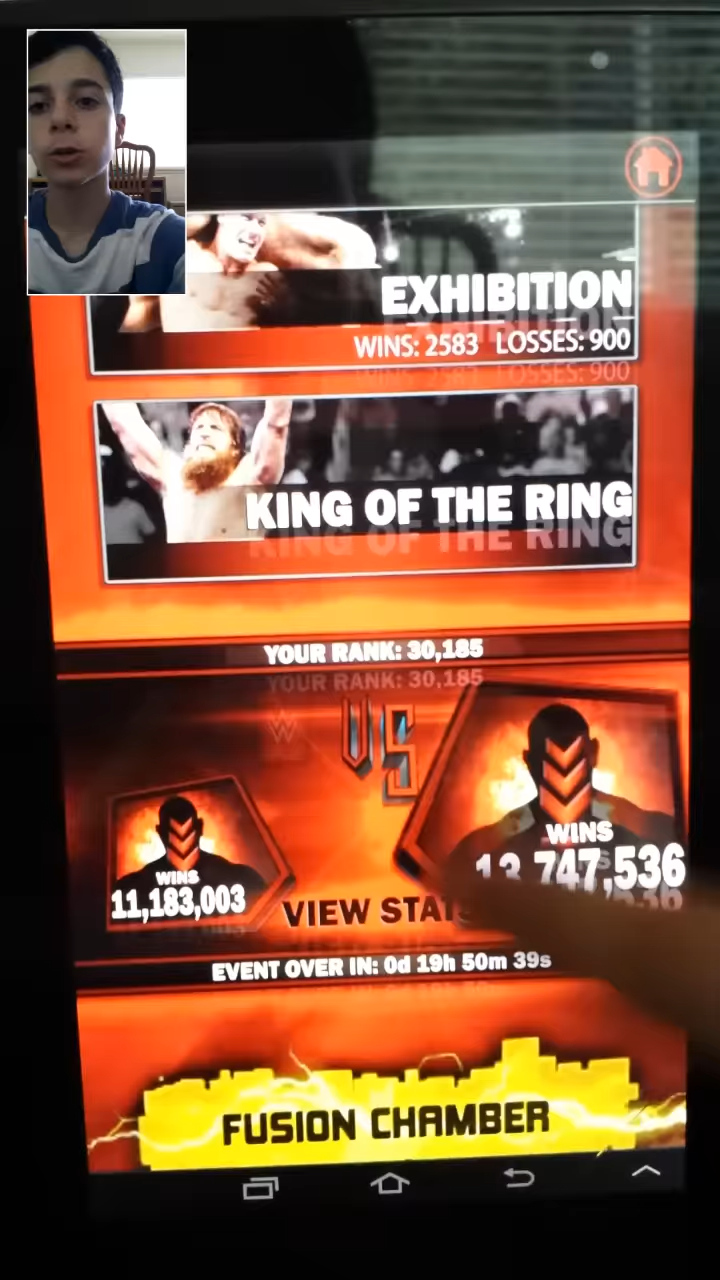 EXHIBITION
WINS: 2583 LOSSES: 900
KING OF THE RING
YOUR RANK: 30,185
VS
WINS
11,183,003
WINS
13,747,536
VIEW STATS
EVENT OVER IN: 0d 19h 50m 39s
FUSION CHAMBER